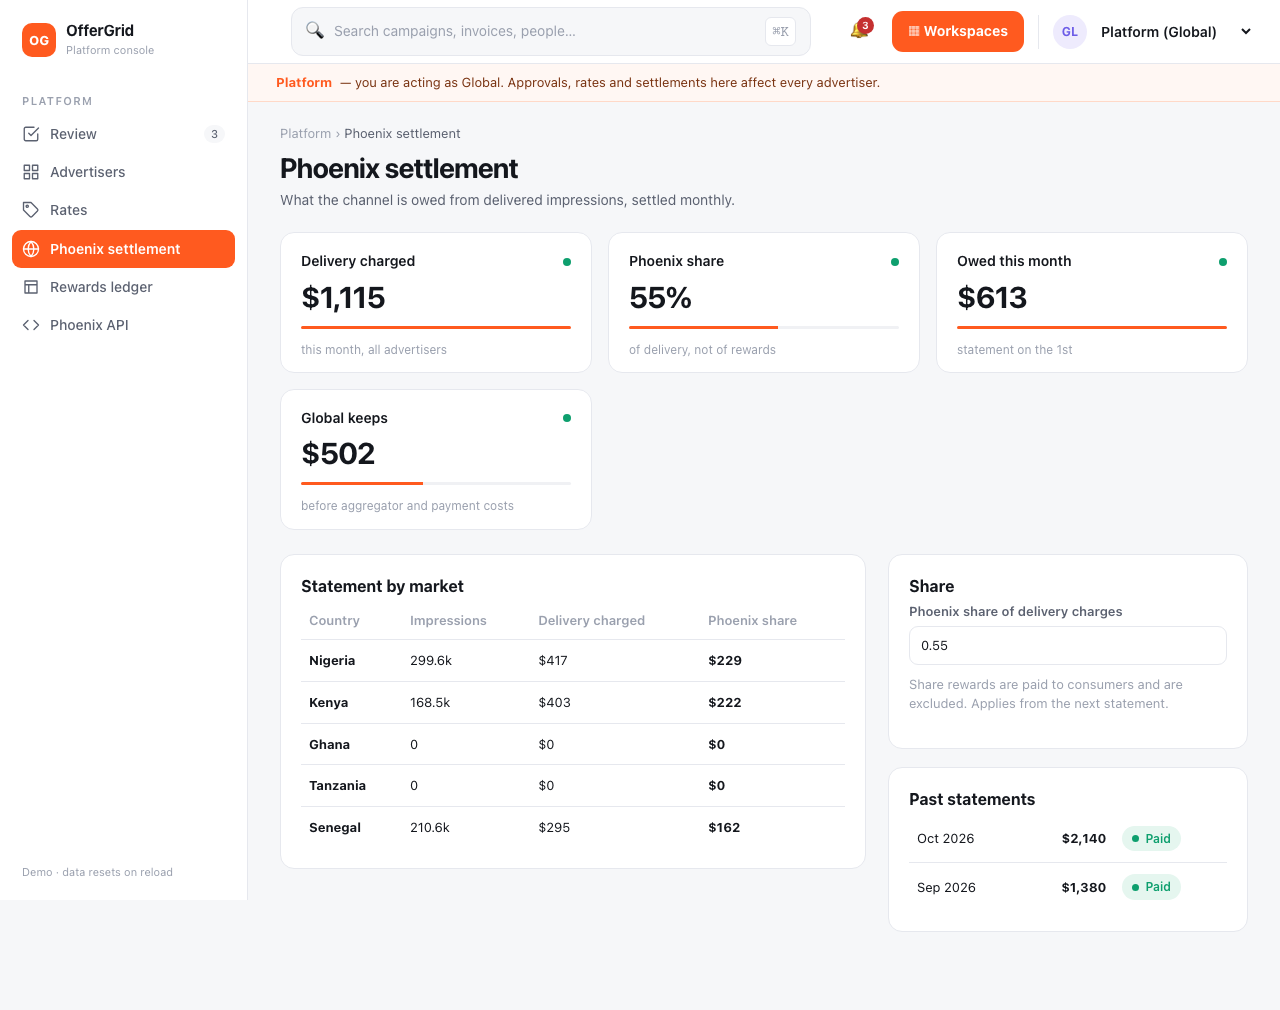 OG
OfferGrid
Platform console
PLATFORM
Review 3
Advertisers
Rates
Phoenix settlement
Rewards ledger
Phoenix API
Demo · data resets on reload
Search campaigns, invoices, people... ⌘K
3
Workspaces
GL Platform (Global)
Platform — you are acting as Global. Approvals, rates and settlements here affect every advertiser.
Platform › Phoenix settlement
Phoenix settlement
What the channel is owed from delivered impressions, settled monthly.
Delivery charged
$1,115
this month, all advertisers
Phoenix share
55%
of delivery, not of rewards
Owed this month
$613
statement on the 1st
Global keeps
$502
before aggregator and payment costs
Statement by market
Country Impressions Delivery charged Phoenix share
Nigeria 299.6k $417 $229
Kenya 168.5k $403 $222
Ghana 0 $0 $0
Tanzania 0 $0 $0
Senegal 210.6k $295 $162
Share
Phoenix share of delivery charges
0.55
Share rewards are paid to consumers and are
excluded. Applies from the next statement.
Past statements
Oct 2026 $2,140 Paid
Sep 2026 $1,380 Paid